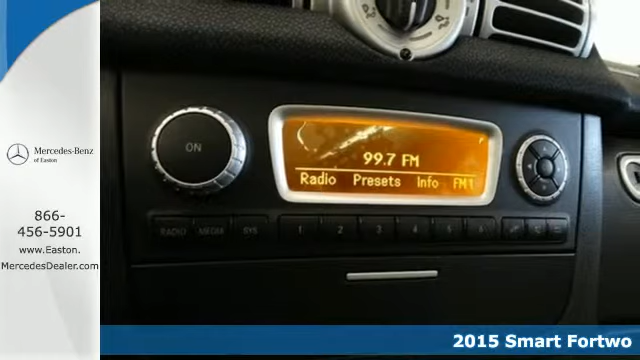 Mercedes-Benz
of Easton
866-
456-5901
www.Easton.
MercedesDealer.com
ON
99.7 FM
Radio Presets Info FM1
RADIO MEDIA SYS 1 2 3 4 5 6
2015 Smart Fortwo